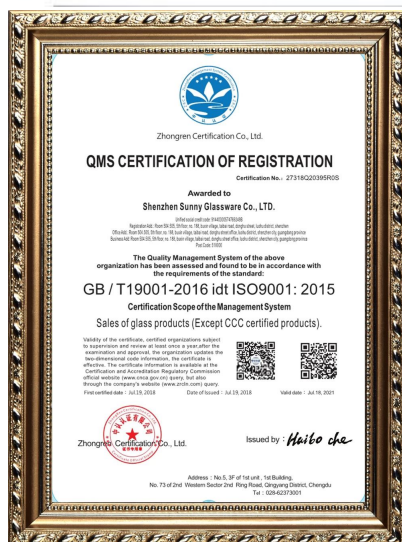 Zhongren Certification Co., Ltd.
QMS CERTIFICATION OF REGISTRATION
Certification No.: 27318Q20395R0S
Awarded to
Shenzhen Sunny Glassware Co., LTD.
The Quality Management System of the above
organization has been assessed and found to be in accordance with
the requirements of the standard:
GB / T19001-2016 idt ISO9001: 2015
Certification Scope of the Management System
Sales of glass products (Except CCC certified products).
Validity of the certificate, certified organizations subject
to supervision and review at least once a year,after the
examination and approval, the organization updates the
two-dimensional code information, the certificate is
effective. The certificate information is available at the
Certification and Accreditation Regulatory Commission
official website (www.cnca.gov.cn) query, but also
through the company's website (www.zrctn.com) query.
First certified date : Jul.19, 2018 Date of Issued : Jul.19, 2018 Valid date : Jul.18, 2021
Zhongren Certification Co., Ltd.
Issued by : Haibo che
Address : No.5, 3F of 1st unit , 1st Building,
No. 73 of 2nd Western Sector 2nd Ring Road, Qingyang District, Chengdu
Tel : 028-62373001